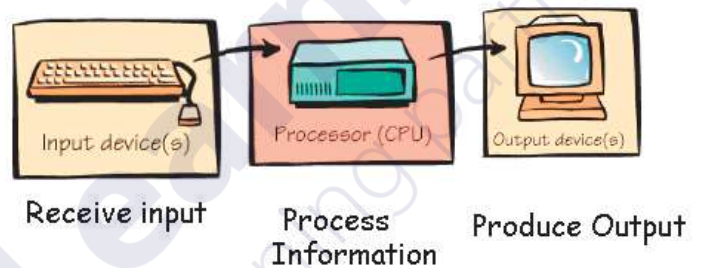 Input device(s)
Processor (CPU)
Output device(s)
Receive input
Process
Information
Produce Output